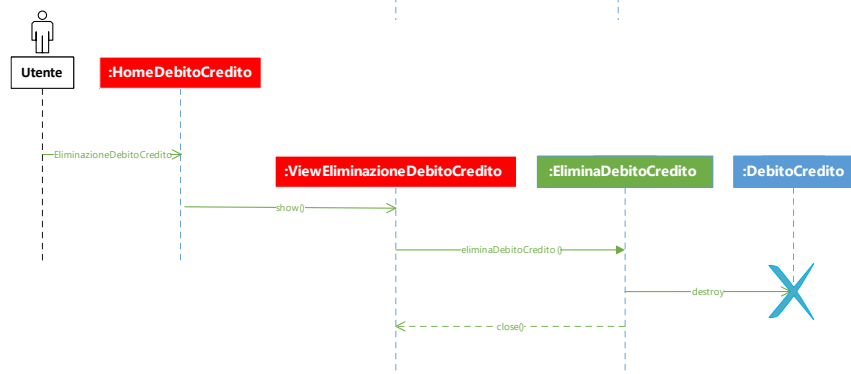 Utente
:HomeDebitoCredito
EliminazioneDebitoCredito
:ViewEliminazioneDebitoCredito
:EliminaDebitoCredito
:DebitoCredito
show()
eliminaDebitoCredito ()
destroy
close()